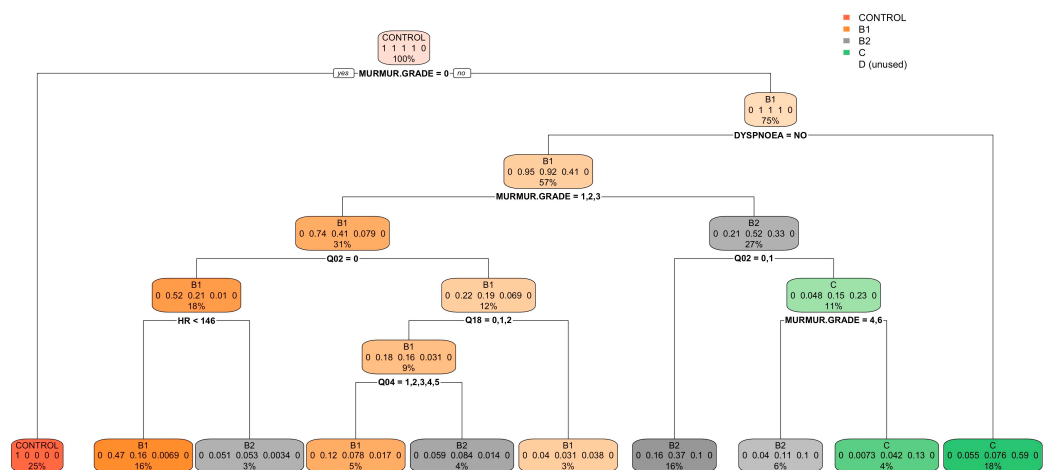 CONTROL
B1
B2
C
D (unused)
CONTROL
1 1 1 1 0
100%
yes MURMUR.GRADE = 0 no
B1
0 1 1 1 0
75%
DYSPNOEA = NO
B1
0 0.95 0.92 0.41 0
57%
MURMUR.GRADE = 1,2,3
B1
0 0.74 0.41 0.079 0
31%
Q02 = 0
B2
0 0.21 0.52 0.33 0
27%
Q02 = 0,1
B1
0 0.52 0.21 0.01 0
18%
HR < 146
B1
0 0.22 0.19 0.069 0
12%
Q18 = 0,1,2
C
0 0.048 0.15 0.23 0
11%
MURMUR.GRADE = 4,6
B1
0 0.18 0.16 0.031 0
9%
Q04 = 1,2,3,4,5
CONTROL
1 0 0 0 0
25%
B1
0 0.47 0.16 0.0069 0
16%
B2
0 0.051 0.053 0.0034 0
3%
B1
0 0.12 0.078 0.017 0
5%
B2
0 0.059 0.084 0.014 0
4%
B1
0 0.04 0.031 0.038 0
3%
B2
0 0.16 0.37 0.1 0
16%
B2
0 0.04 0.11 0.1 0
6%
C
0 0.0073 0.042 0.13 0
4%
C
0 0.055 0.076 0.59 0
18%